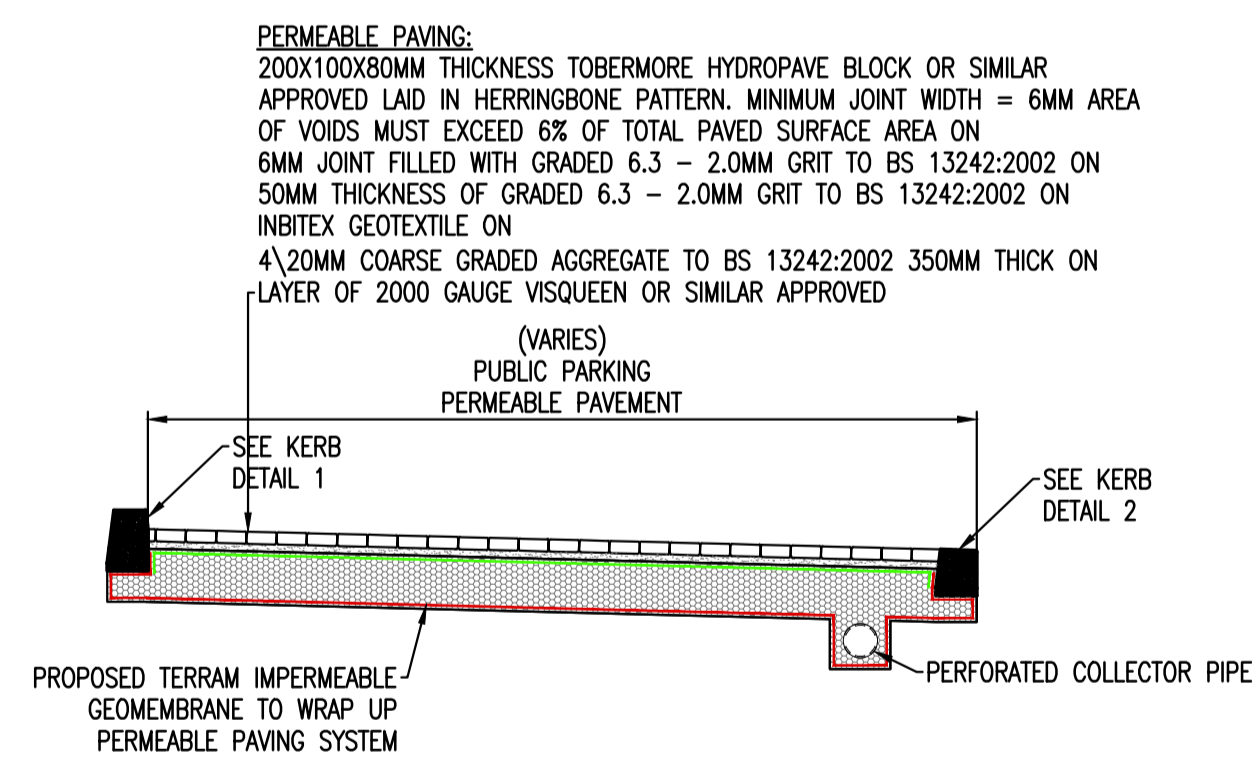 PERMEABLE PAVING:
200X100X80MM THICKNESS TOBERMORE HYDROPAVE BLOCK OR SIMILAR
APPROVED LAID IN HERRINGBONE PATTERN. MINIMUM JOINT WIDTH = 6MM AREA
OF VOIDS MUST EXCEED 6% OF TOTAL PAVED SURFACE AREA ON
6MM JOINT FILLED WITH GRADED 6.3 – 2.0MM GRIT TO BS 13242:2002 ON
50MM THICKNESS OF GRADED 6.3 – 2.0MM GRIT TO BS 13242:2002 ON
INBITEX GEOTEXTILE ON
4\20MM COARSE GRADED AGGREGATE TO BS 13242:2002 350MM THICK ON
LAYER OF 2000 GAUGE VISQUEEN OR SIMILAR APPROVED
(VARIES)
PUBLIC PARKING
PERMEABLE PAVEMENT
SEE KERB
DETAIL 1
SEE KERB
DETAIL 2
PROPOSED TERRAM IMPERMEABLE
GEOMEMBRANE TO WRAP UP
PERMEABLE PAVING SYSTEM
PERFORATED COLLECTOR PIPE